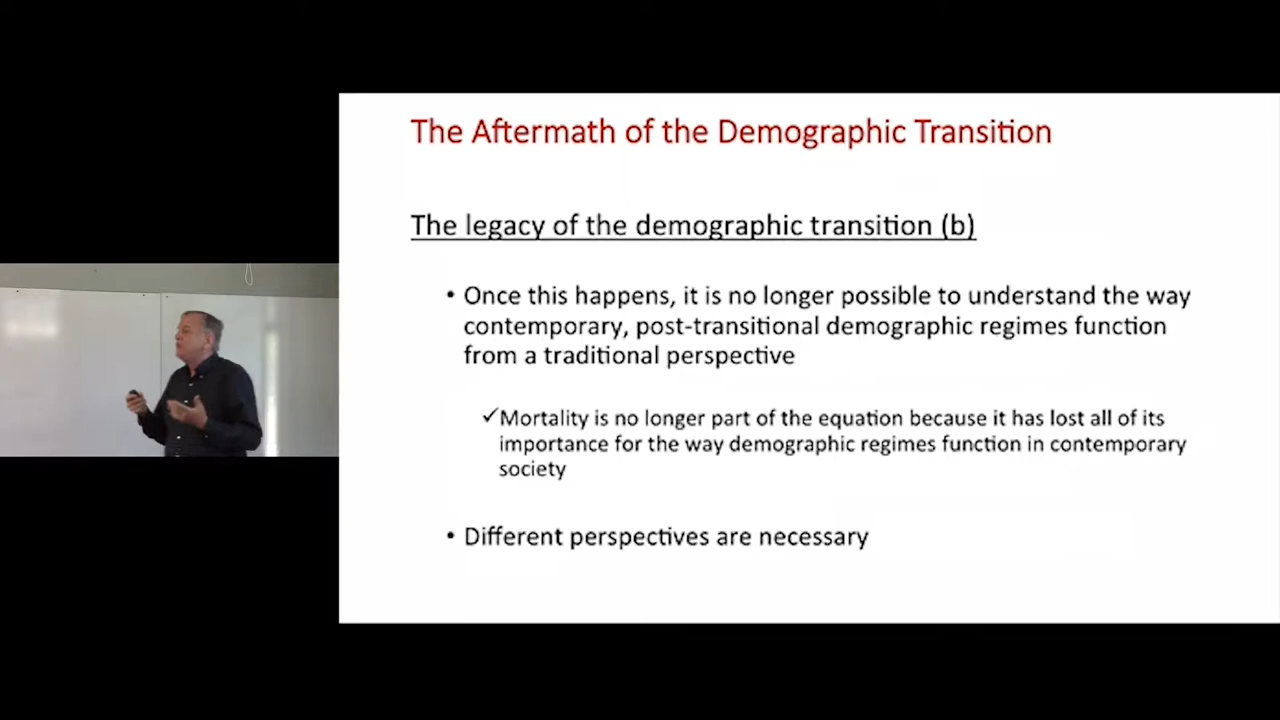 The Aftermath of the Demographic Transition
The legacy of the demographic transition (b)
• Once this happens, it is no longer possible to understand the way
contemporary, post-transitional demographic regimes function
from a traditional perspective
✓Mortality is no longer part of the equation because it has lost all of its
importance for the way demographic regimes function in contemporary
society
• Different perspectives are necessary